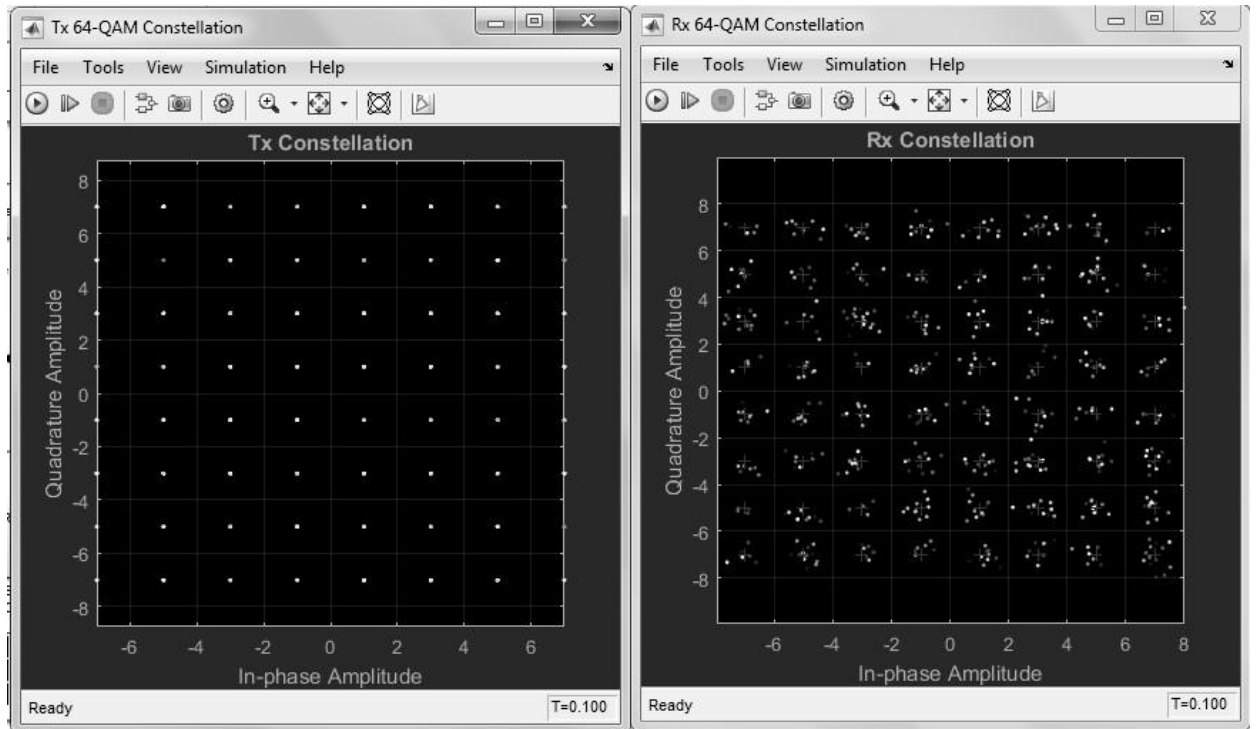 Tx 64-QAM Constellation
File Tools View Simulation Help
Tx Constellation
8
6
4
2
0
-2
-4
-6
-8
Quadrature Amplitude
-6 -4 -2 0 2 4 6
In-phase Amplitude
Ready T=0.100
Rx 64-QAM Constellation
File Tools View Simulation Help
Rx Constellation
8
6
4
2
0
-2
-4
-6
-8
Quadrature Amplitude
-6 -4 -2 0 2 4 6 8
In-phase Amplitude
Ready T=0.100